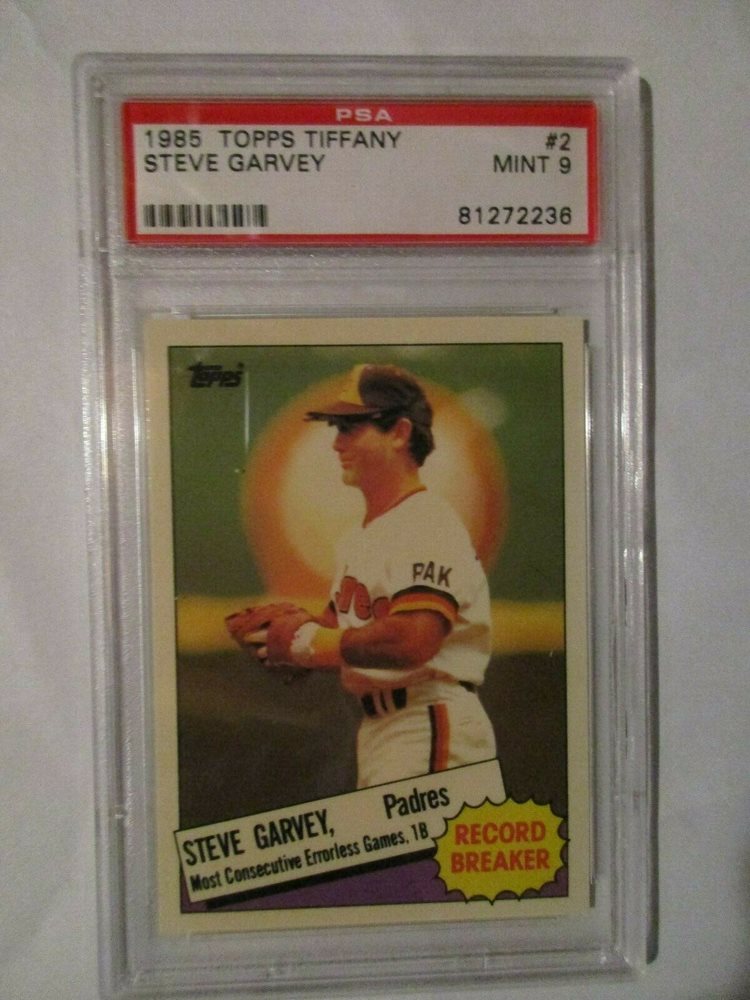 PSA
1985 TOPPS TIFFANY #2
STEVE GARVEY MINT 9
81272236
Topps
PAK
STEVE GARVEY, Padres
Most Consecutive Errorless Games, 1B
RECORD
BREAKER